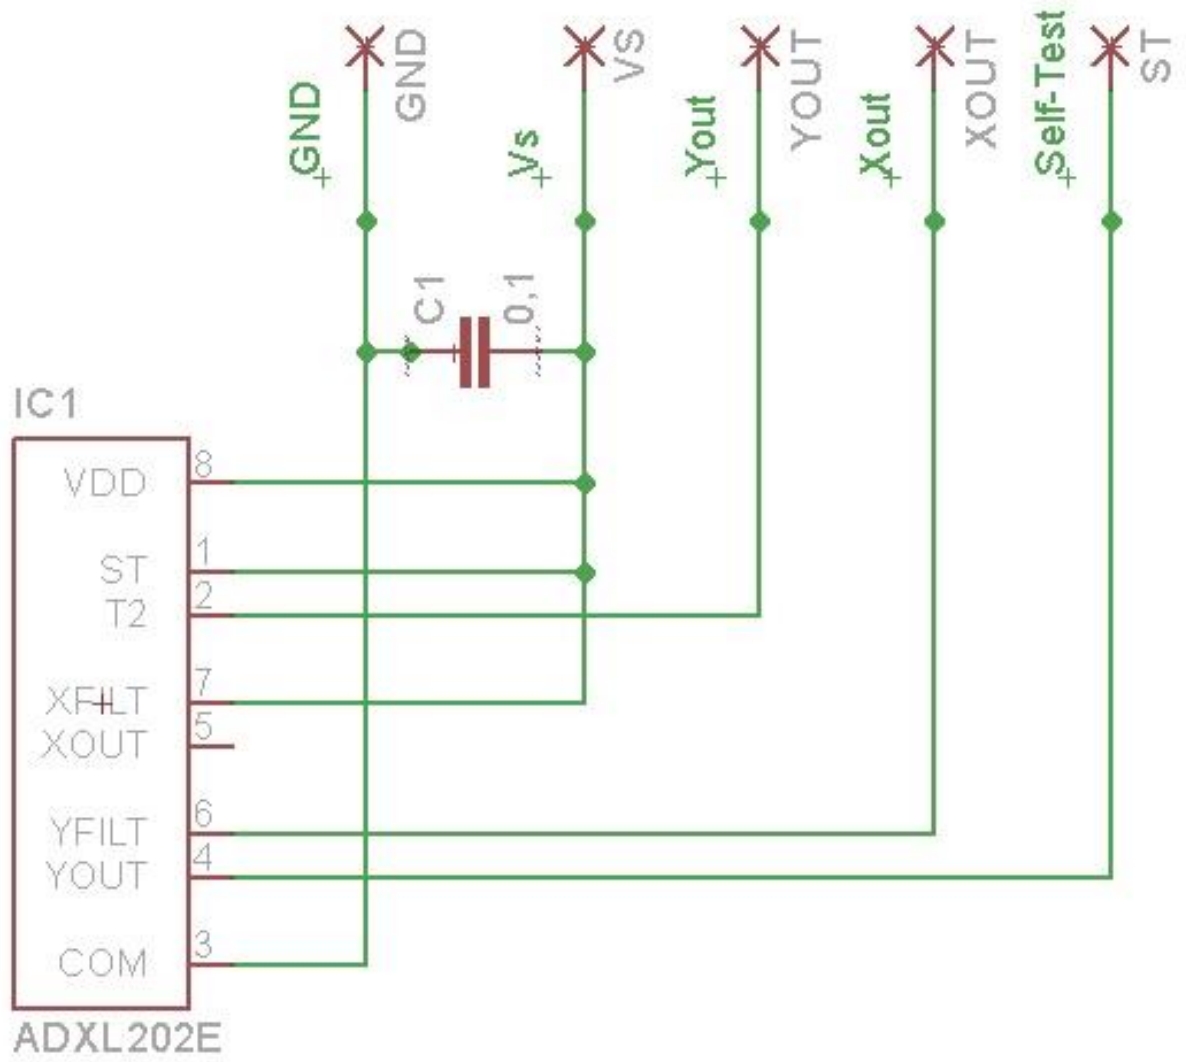 GND
GND
Vs
VS
Yout
YOUT
Xout
XOUT
Self-Test
ST
C1
0,1
IC1
VDD 8
ST 1
T2 2
XFILT 7
XOUT 5
YFILT 6
YOUT 4
COM 3
ADXL202E